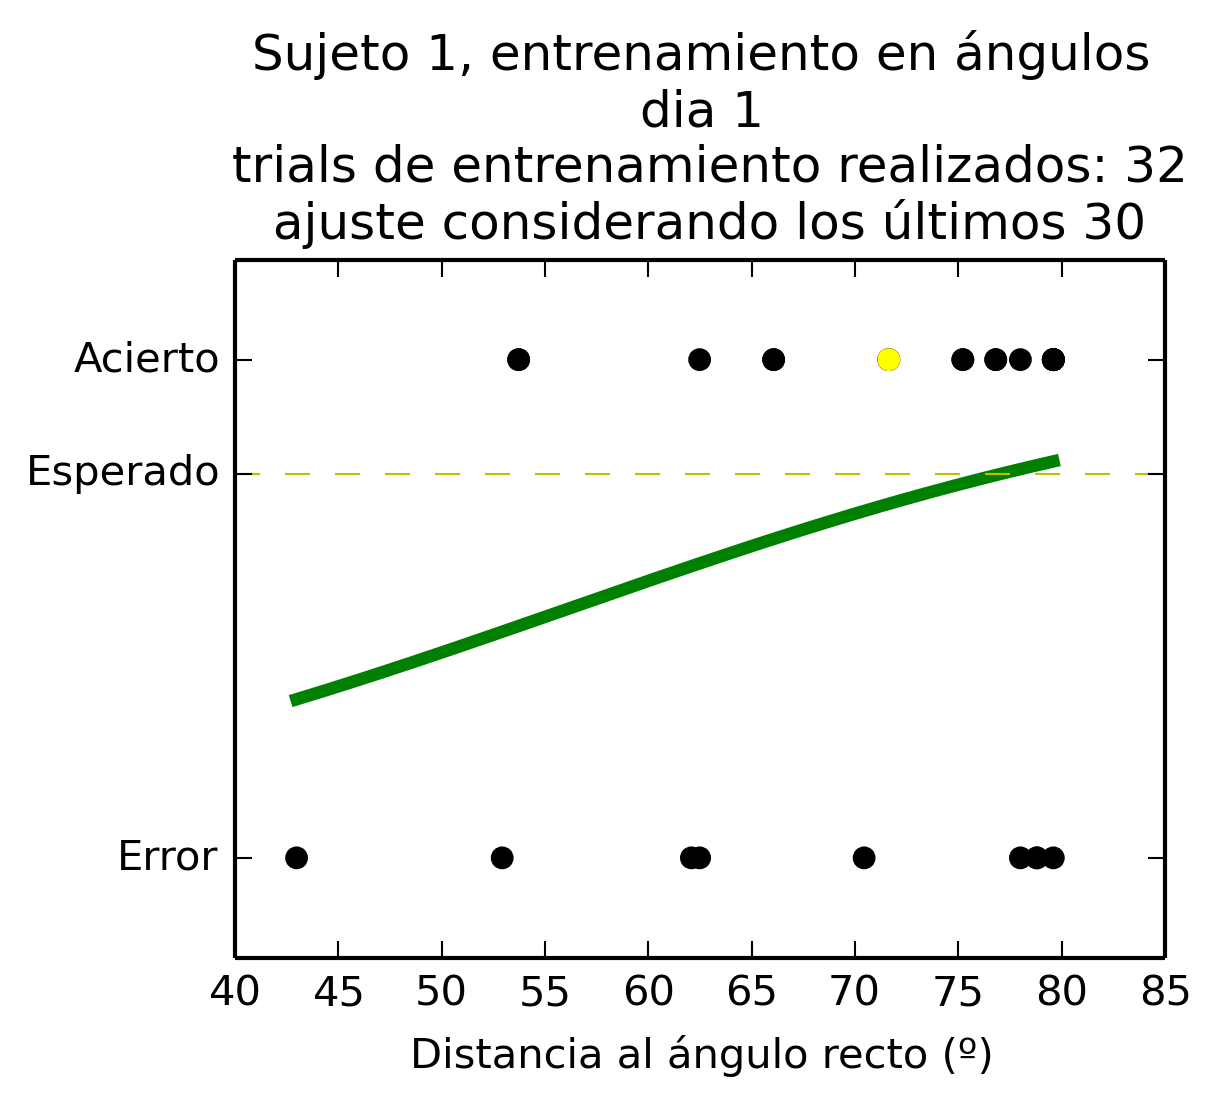 Sujeto 1, entrenamiento en ángulos
dia 1
trials de entrenamiento realizados: 32
ajuste considerando los últimos 30
Acierto
Esperado
Error
40 45 50 55 60 65 70 75 80 85
Distancia al ángulo recto (º)